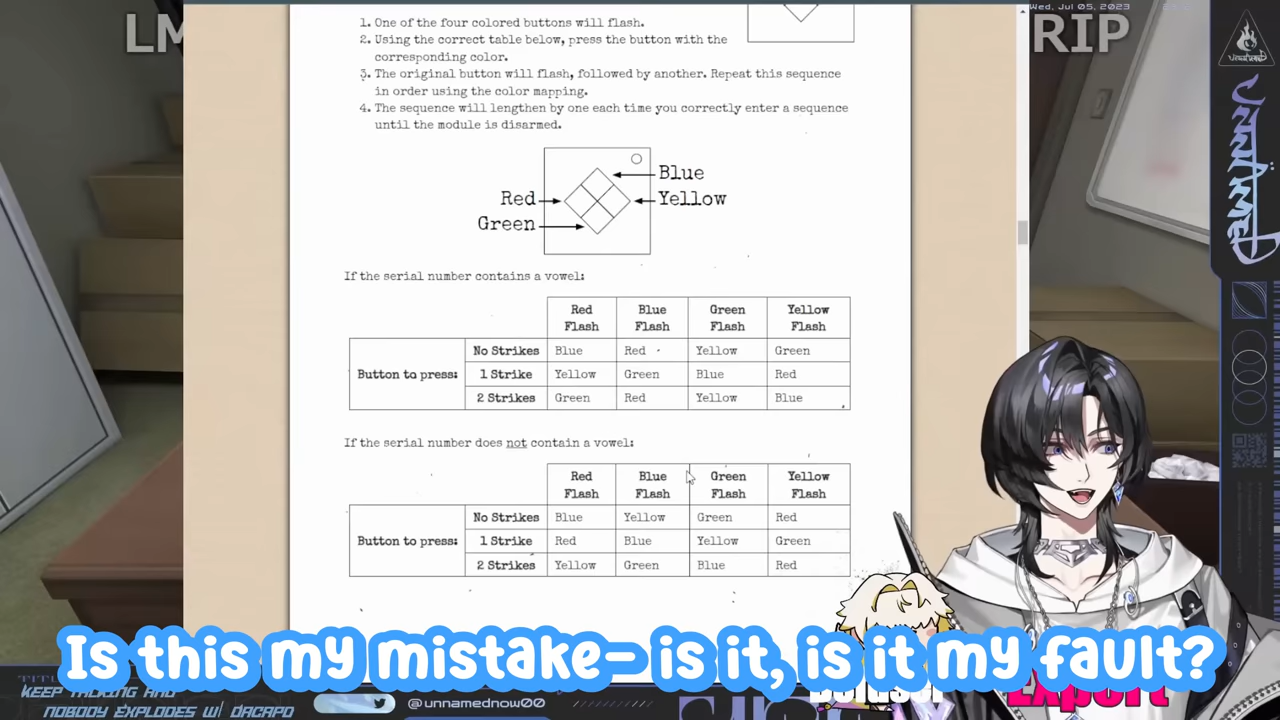 Wed, Jul 05, 2023
LM
RIP
1. One of the four colored buttons will flash.
2. Using the correct table below, press the button with the
corresponding color.
3. The original button will flash, followed by another. Repeat this sequence
in order using the color mapping.
4. The sequence will lengthen by one each time you correctly enter a sequence
until the module is disarmed.
Blue
Red
Yellow
Green
If the serial number contains a vowel:
Red Flash Blue Flash Green Flash Yellow Flash
Button to press:
No Strikes Blue Red Yellow Green
1 Strike Yellow Green Blue Red
2 Strikes Green Red Yellow Blue
If the serial number does not contain a vowel:
Red Flash Blue Flash Green Flash Yellow Flash
Button to press:
No Strikes Blue Yellow Green Red
1 Strike Red Blue Yellow Green
2 Strikes Yellow Green Blue Red
UNNÄMED
Is this my mistake- is it, is it my fault?
KEEP TALKING AND
NOBODY EXPLODES W/ DACAPO
@unnamednow00
Expert